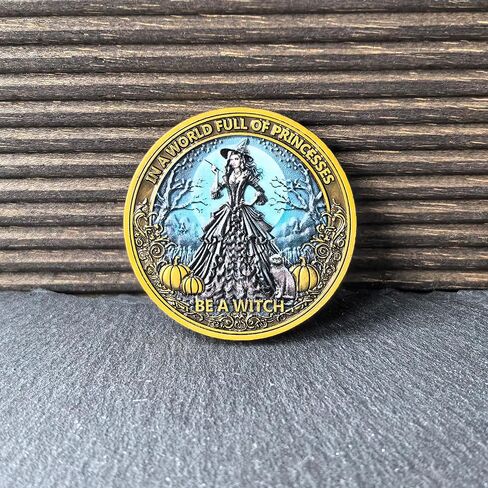 IN A WORLD FULL OF PRINCESSES
BE A WITCH